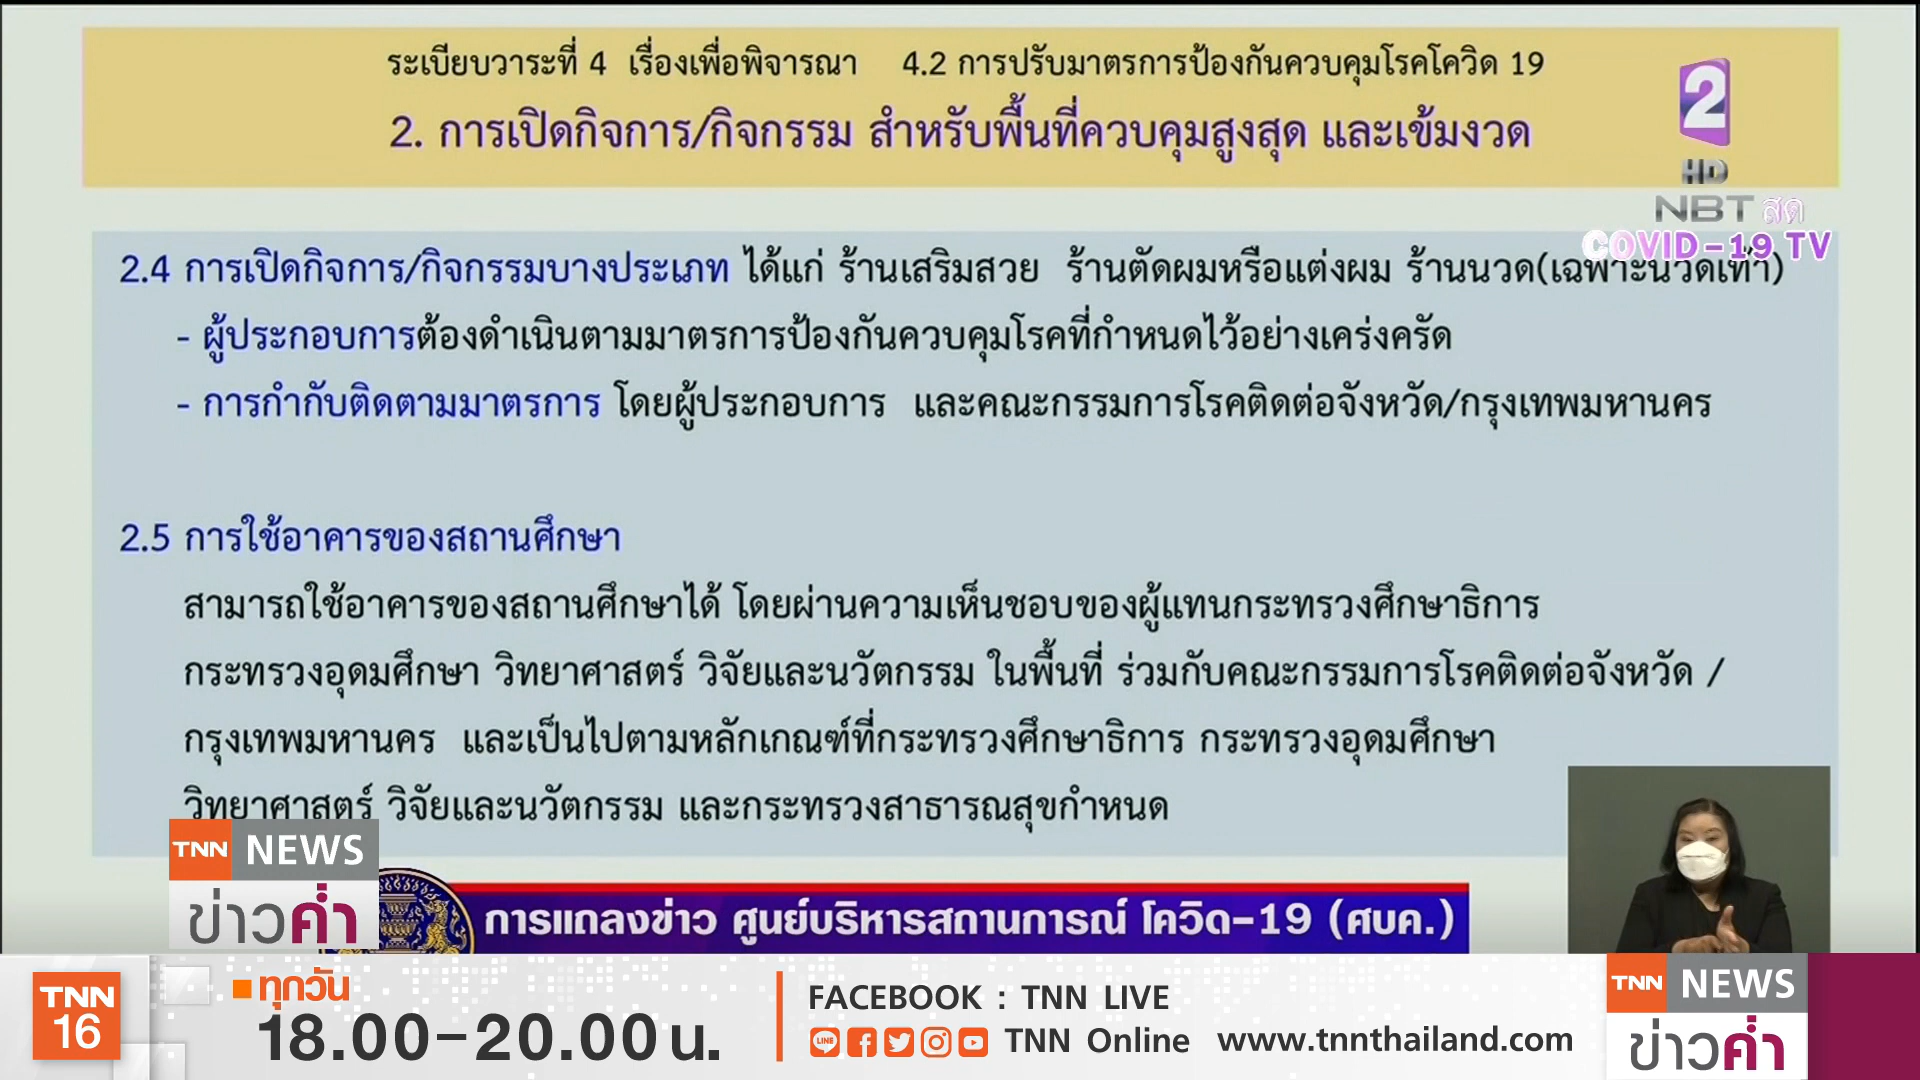 ระเบียบวาระที่ 4 เรื่องเพื่อพิจารณา 4.2 การปรับมาตรการป้องกันควบคุมโรคโควิด 19
2. การเปิดกิจการ/กิจกรรม สำหรับพื้นที่ควบคุมสูงสุด และเข้มงวด
2
HD
NBT สด
COVID-19 TV
2.4 การเปิดกิจการ/กิจกรรมบางประเภท ได้แก่ ร้านเสริมสวย ร้านตัดผมหรือแต่งผม ร้านนวด(เฉพาะนวดเท้า)
- ผู้ประกอบการต้องดำเนินตามมาตรการป้องกันควบคุมโรคที่กำหนดไว้อย่างเคร่งครัด
- การกำกับติดตามมาตรการ โดยผู้ประกอบการ และคณะกรรมการโรคติดต่อจังหวัด/กรุงเทพมหานคร
2.5 การใช้อาคารของสถานศึกษา
สามารถใช้อาคารของสถานศึกษาได้ โดยผ่านความเห็นชอบของผู้แทนกระทรวงศึกษาธิการ
กระทรวงอุดมศึกษา วิทยาศาสตร์ วิจัยและนวัตกรรม ในพื้นที่ ร่วมกับคณะกรรมการโรคติดต่อจังหวัด /
กรุงเทพมหานคร และเป็นไปตามหลักเกณฑ์ที่กระทรวงศึกษาธิการ กระทรวงอุดมศึกษา
วิทยาศาสตร์ วิจัยและนวัตกรรม และกระทรวงสาธารณสุขกำหนด
TNN NEWS
ข่าวค่ำ
การแถลงข่าว ศูนย์บริหารสถานการณ์ โควิด-19 (ศบค.)
TNN
16
ทุกวัน
18.00-20.00 น.
FACEBOOK : TNN LIVE
LINE TNN Online www.tnnthailand.com
TNN NEWS
ข่าวค่ำ